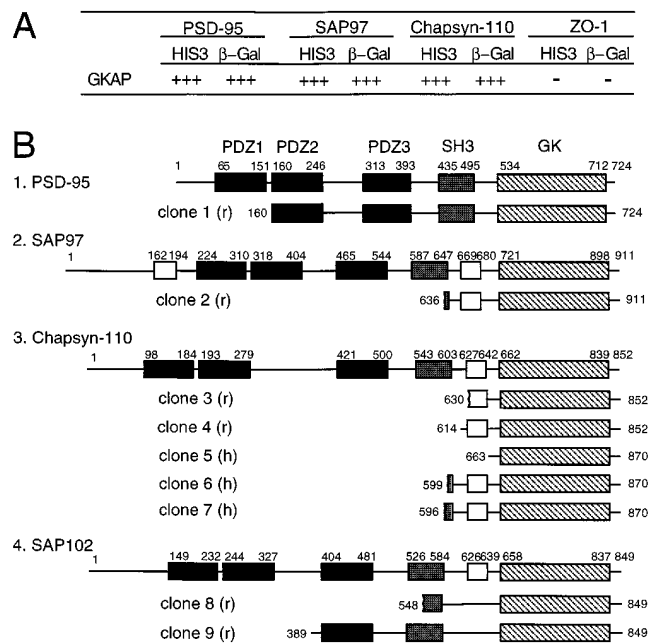 A
PSD-95 SAP97 Chapsyn-110 ZO-1
HIS3 β-Gal HIS3 β-Gal HIS3 β-Gal HIS3 β-Gal
GKAP +++ +++ +++ +++ +++ +++ - -
B
PDZ1 PDZ2 PDZ3 SH3 GK
1 65 151 160 246 313 393 435 495 534 712 724
1. PSD-95
clone 1 (r) 160 724
2. SAP97
1 162 194 224 310 318 404 465 544 587 647 669 680 721 898 911
clone 2 (r) 636 911
3. Chapsyn-110
1 98 184 193 279 421 500 543 603 627 642 662 839 852
clone 3 (r) 630 852
clone 4 (r) 614 852
clone 5 (h) 663 870
clone 6 (h) 599 870
clone 7 (h) 596 870
4. SAP102
1 149 232 244 327 404 481 526 584 626 639 658 837 849
clone 8 (r) 548 849
clone 9 (r) 389 849